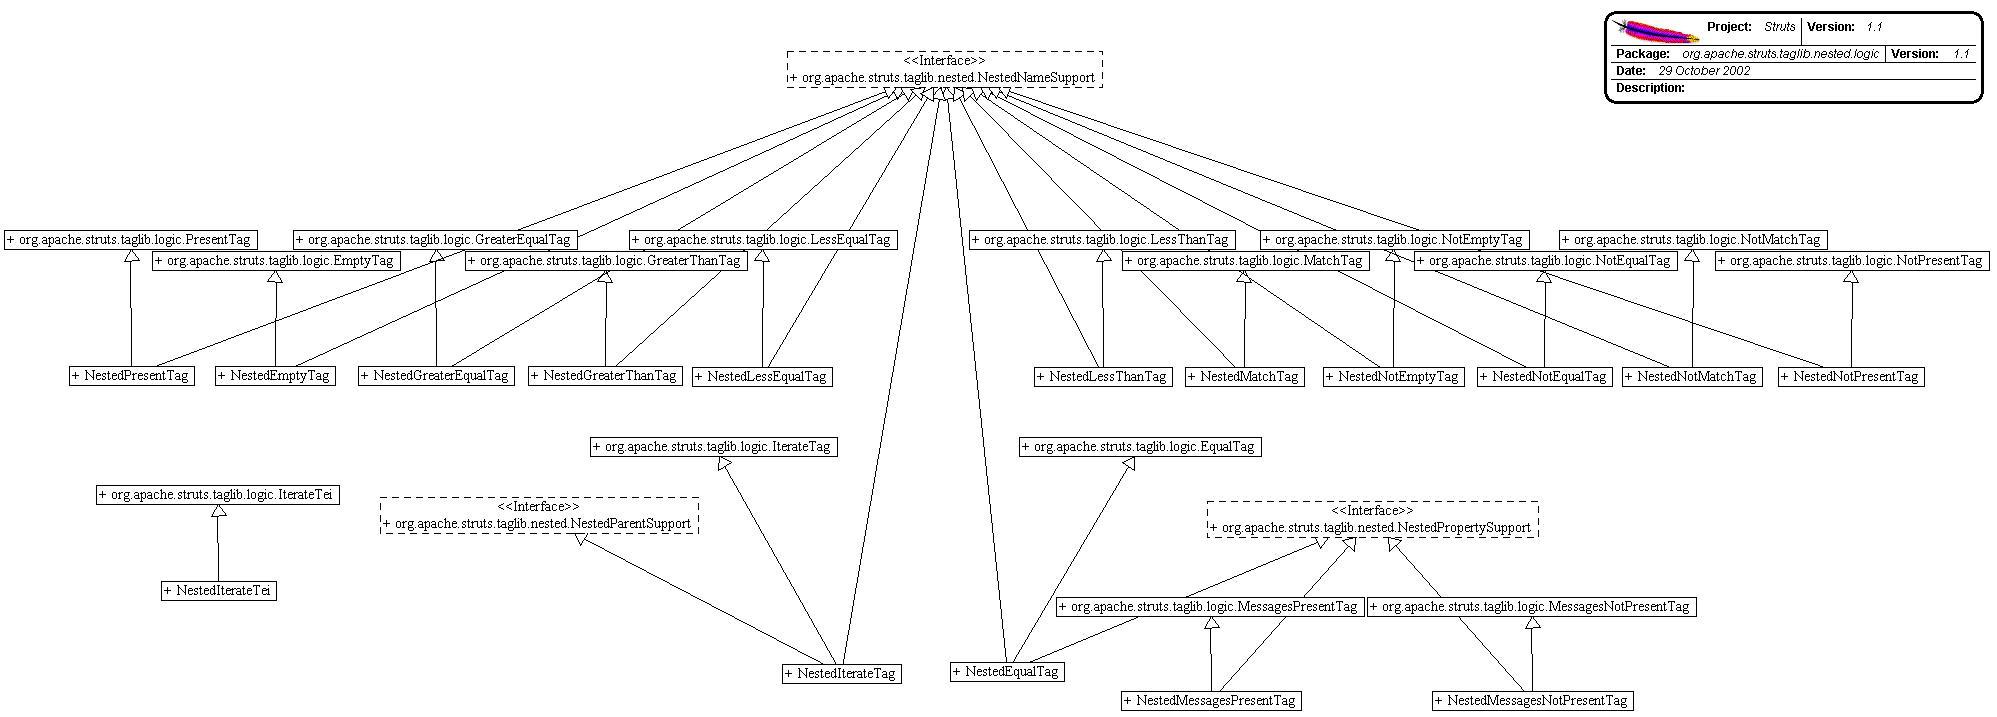 Project: Struts Version: 1.1
Package: org.apache.struts.taglib.nested.logic Version: 1.1
Date: 29 October 2002
Description:
<<Interface>>
+ org.apache.struts.taglib.nested.NestedNameSupport
+ org.apache.struts.taglib.logic.PresentTag
+ org.apache.struts.taglib.logic.GreaterEqualTag
+ org.apache.struts.taglib.logic.LessEqualTag
+ org.apache.struts.taglib.logic.LessThanTag
+ org.apache.struts.taglib.logic.NotEmptyTag
+ org.apache.struts.taglib.logic.NotMatchTag
+ org.apache.struts.taglib.logic.EmptyTag
+ org.apache.struts.taglib.logic.GreaterThanTag
+ org.apache.struts.taglib.logic.MatchTag
+ org.apache.struts.taglib.logic.NotEqualTag
+ org.apache.struts.taglib.logic.NotPresentTag
+ NestedPresentTag
+ NestedEmptyTag
+ NestedGreaterEqualTag
+ NestedGreaterThanTag
+ NestedLessEqualTag
+ NestedLessThanTag
+ NestedMatchTag
+ NestedNotEmptyTag
+ NestedNotEqualTag
+ NestedNotMatchTag
+ NestedNotPresentTag
+ org.apache.struts.taglib.logic.IterateTag
+ org.apache.struts.taglib.logic.EqualTag
+ org.apache.struts.taglib.logic.IterateTei
<<Interface>>
+ org.apache.struts.taglib.nested.NestedParentSupport
<<Interface>>
+ org.apache.struts.taglib.nested.NestedPropertySupport
+ NestedIterateTei
+ org.apache.struts.taglib.logic.MessagesPresentTag
+ org.apache.struts.taglib.logic.MessagesNotPresentTag
+ NestedIterateTag
+ NestedEqualTag
+ NestedMessagesPresentTag
+ NestedMessagesNotPresentTag